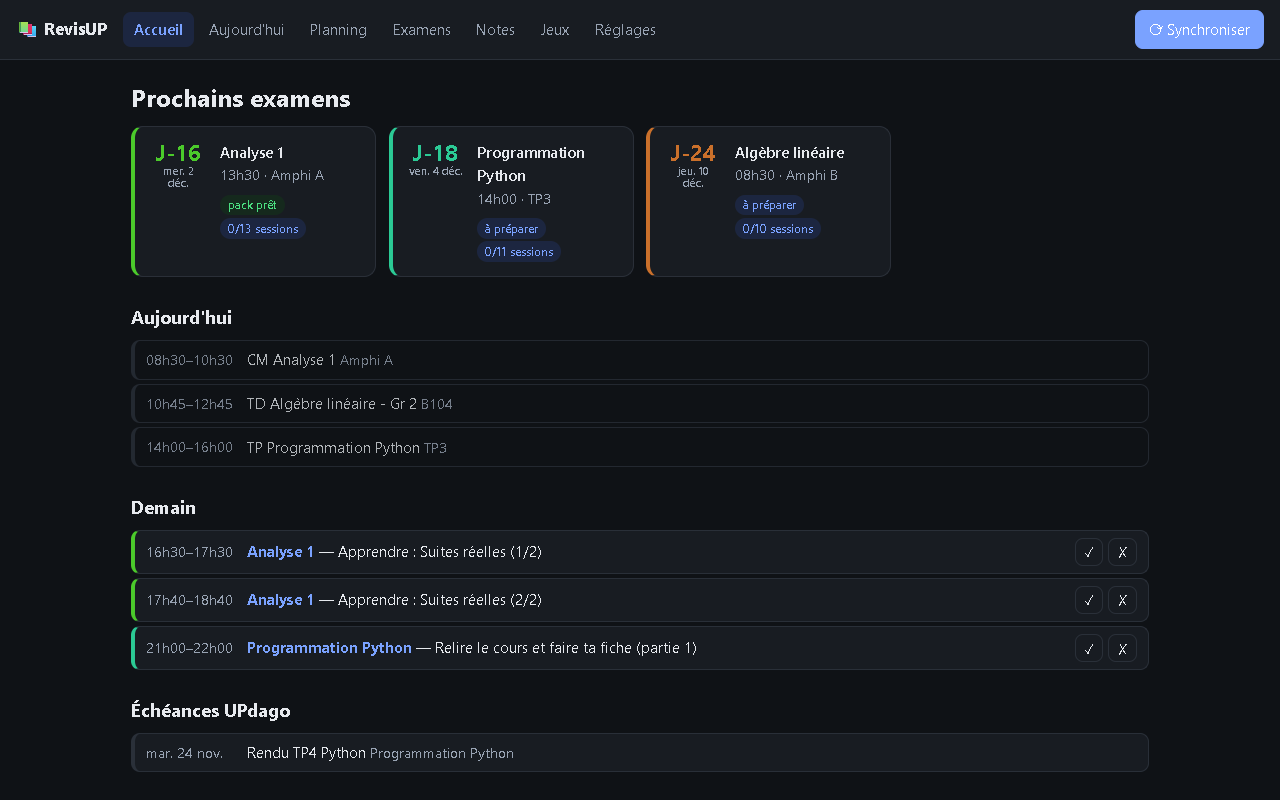 RevisUP Accueil Aujourd'hui Planning Examens Notes Jeux Réglages ⟳ Synchroniser
Prochains examens
J-16
mer. 2
déc.
Analyse 1
13h30 · Amphi A
pack prêt
0/13 sessions
J-18
ven. 4 déc.
Programmation
Python
14h00 · TP3
à préparer
0/11 sessions
J-24
jeu. 10
déc.
Algèbre linéaire
08h30 · Amphi B
à préparer
0/10 sessions
Aujourd'hui
08h30–10h30 CM Analyse 1 Amphi A
10h45–12h45 TD Algèbre linéaire - Gr 2 B104
14h00–16h00 TP Programmation Python TP3
Demain
16h30–17h30 Analyse 1 — Apprendre : Suites réelles (1/2) ✓ ✗
17h40–18h40 Analyse 1 — Apprendre : Suites réelles (2/2) ✓ ✗
21h00–22h00 Programmation Python — Relire le cours et faire ta fiche (partie 1) ✓ ✗
Échéances UPdago
mar. 24 nov. Rendu TP4 Python Programmation Python